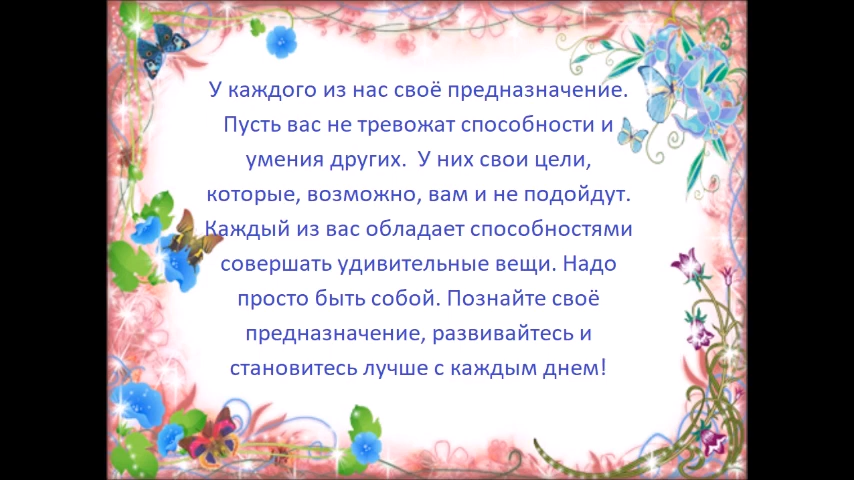 У каждого из нас своё предназначение.
Пусть вас не тревожат способности и
умения других. У них свои цели,
которые, возможно, вам и не подойдут.
Каждый из вас обладает способностями
совершать удивительные вещи. Надо
просто быть собой. Познайте своё
предназначение, развивайтесь и
становитесь лучше с каждым днем!